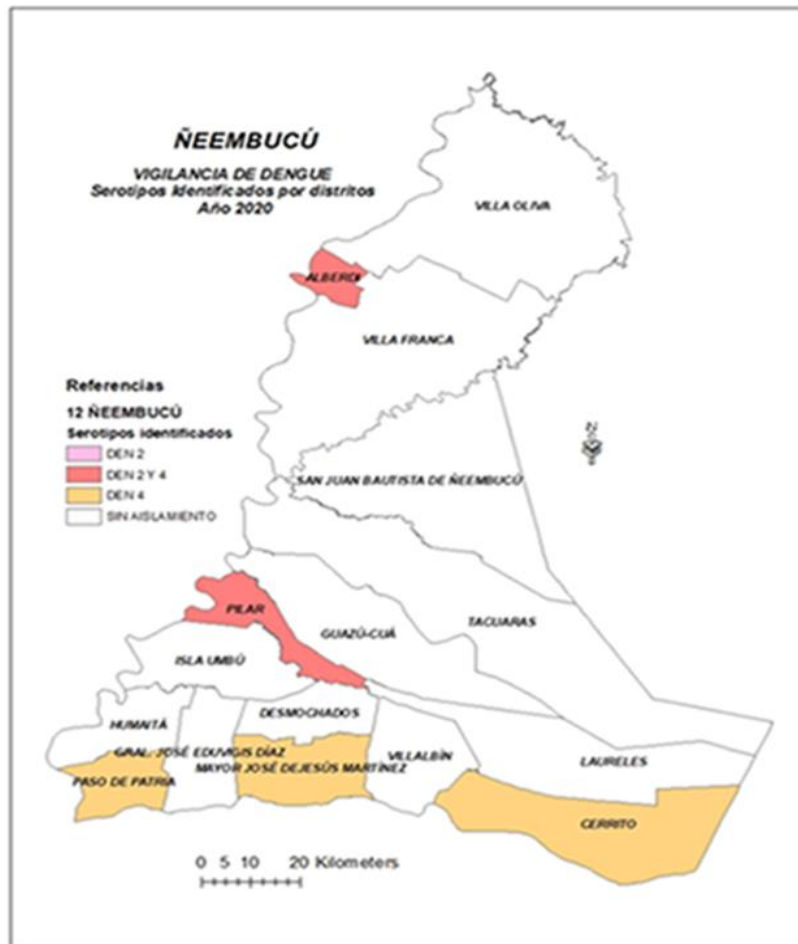 ÑEEMBUCÚ
VIGILANCIA DE DENGUE
Serotipos Identificados por distritos
Año 2020
VILLA OLIVA
ALBERDI
VILLA FRANCA
Referencias
12 ÑEEMBUCÚ
Serotipos identificados
DEN 2
DEN 2 Y 4
DEN 4
SIN AISLAMIENTO
SAN JUAN BAUTISTA DE ÑEEMBUCÚ
PILAR
GUAZÚ-CUÁ
TACUARAS
ISLA UMBÚ
HUMAITÁ
DESMOCHADOS
GRAL. JOSÉ EDUVIGIS DÍAZ
VILLALBÍN
LAURELES
PASO DE PATRIA
MAYOR JOSÉ DEJESÚS MARTÍNEZ
CERRITO
0 5 10 20 Kilometers